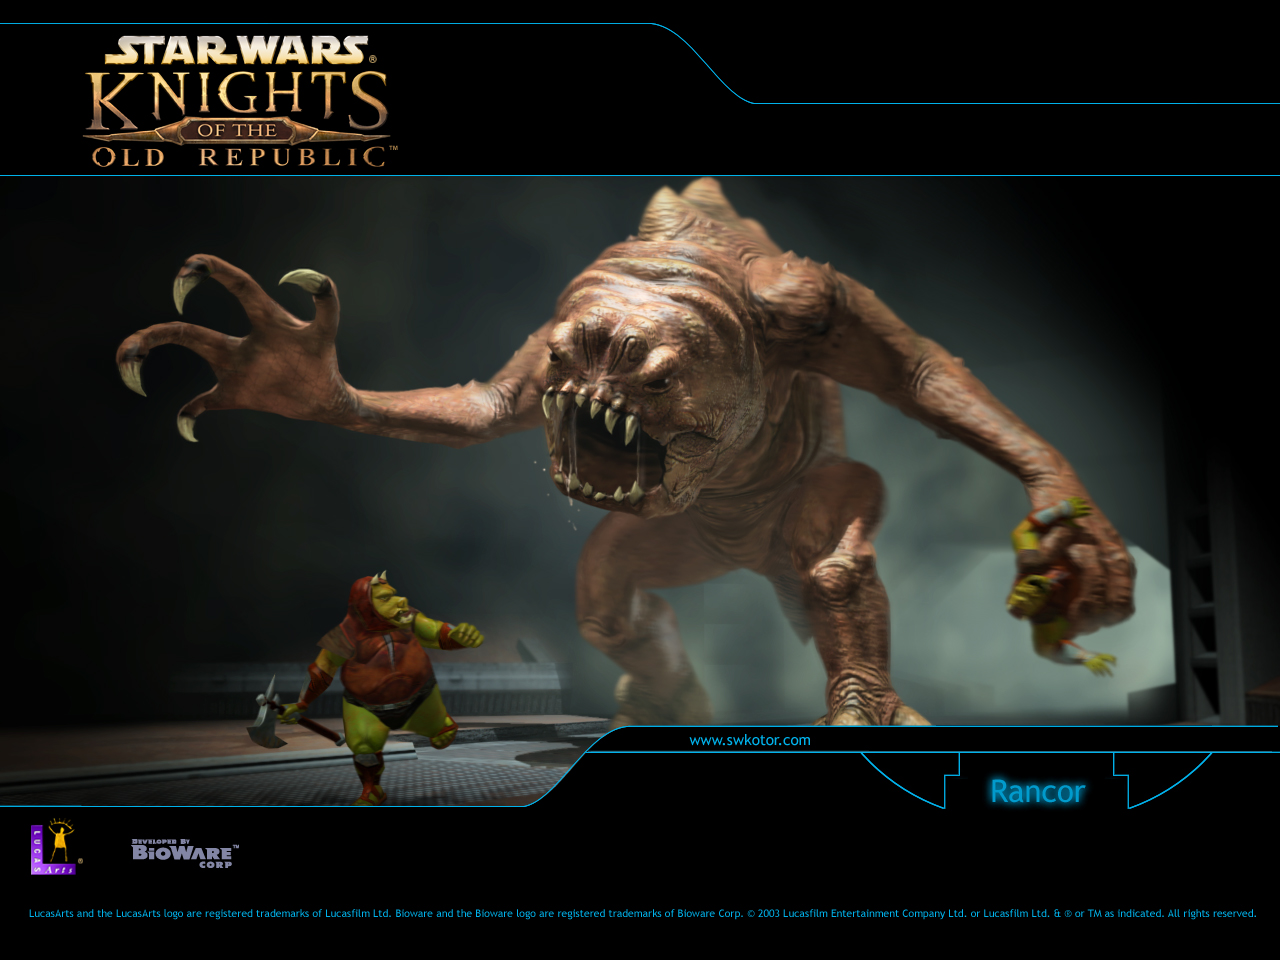 STAR WARS®
KNIGHTS
OF THE
OLD REPUBLIC™
www.swkotor.com
Rancor
LUCAS
Arts ®
DEVELOPED BY
BIOWARE™
CORP
LucasArts and the LucasArts logo are registered trademarks of Lucasfilm Ltd. Bioware and the Bioware logo are registered trademarks of Bioware Corp. © 2003 Lucasfilm Entertainment Company Ltd. or Lucasfilm Ltd. & ® or TM as indicated. All rights reserved.